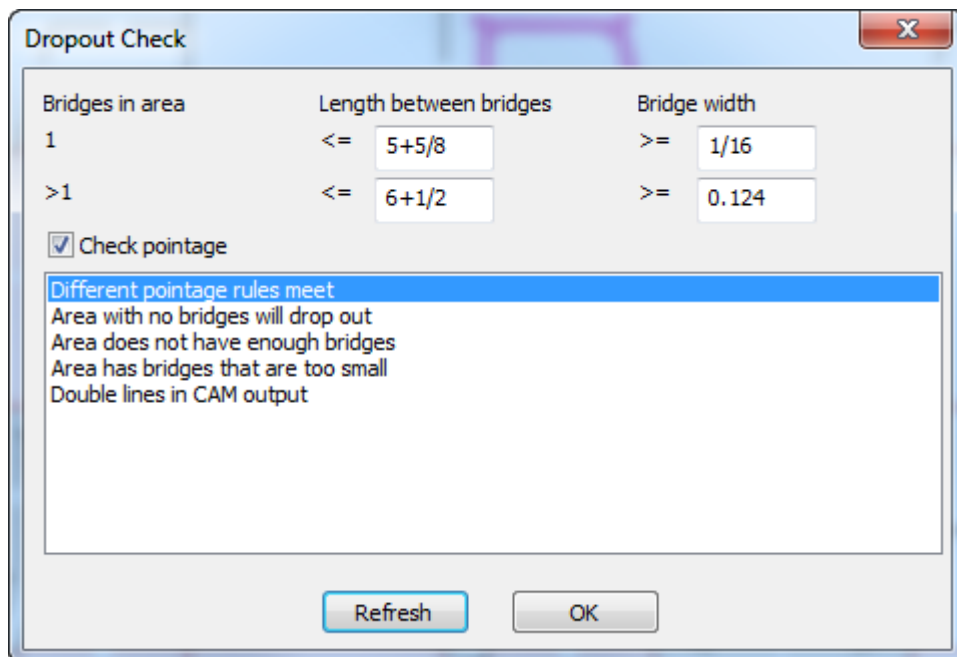 Dropout Check
Bridges in area Length between bridges Bridge width
1 <= 5+5/8 >= 1/16
>1 <= 6+1/2 >= 0.124
Check pointage
Different pointage rules meet
Area with no bridges will drop out
Area does not have enough bridges
Area has bridges that are too small
Double lines in CAM output
Refresh OK